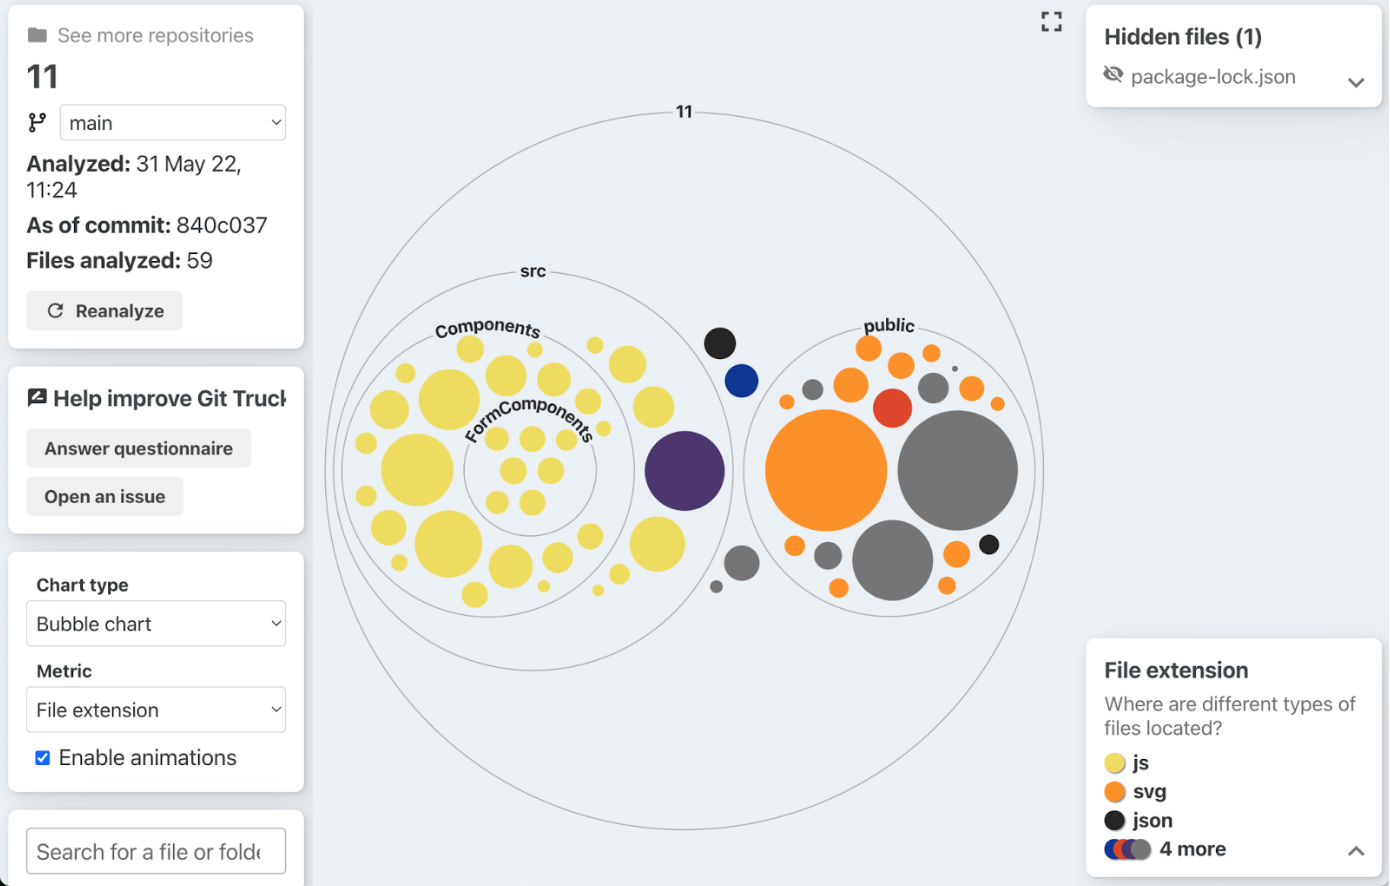 See more repositories
11
main
Analyzed: 31 May 22,
11:24
As of commit: 840c037
Files analyzed: 59
Reanalyze
Help improve Git Truck
Answer questionnaire
Open an issue
Chart type
Bubble chart
Metric
File extension
Enable animations
Search for a file or folde
11
src
Components
FormComponents
public
Hidden files (1)
package-lock.json
File extension
Where are different types of
files located?
js
svg
json
4 more